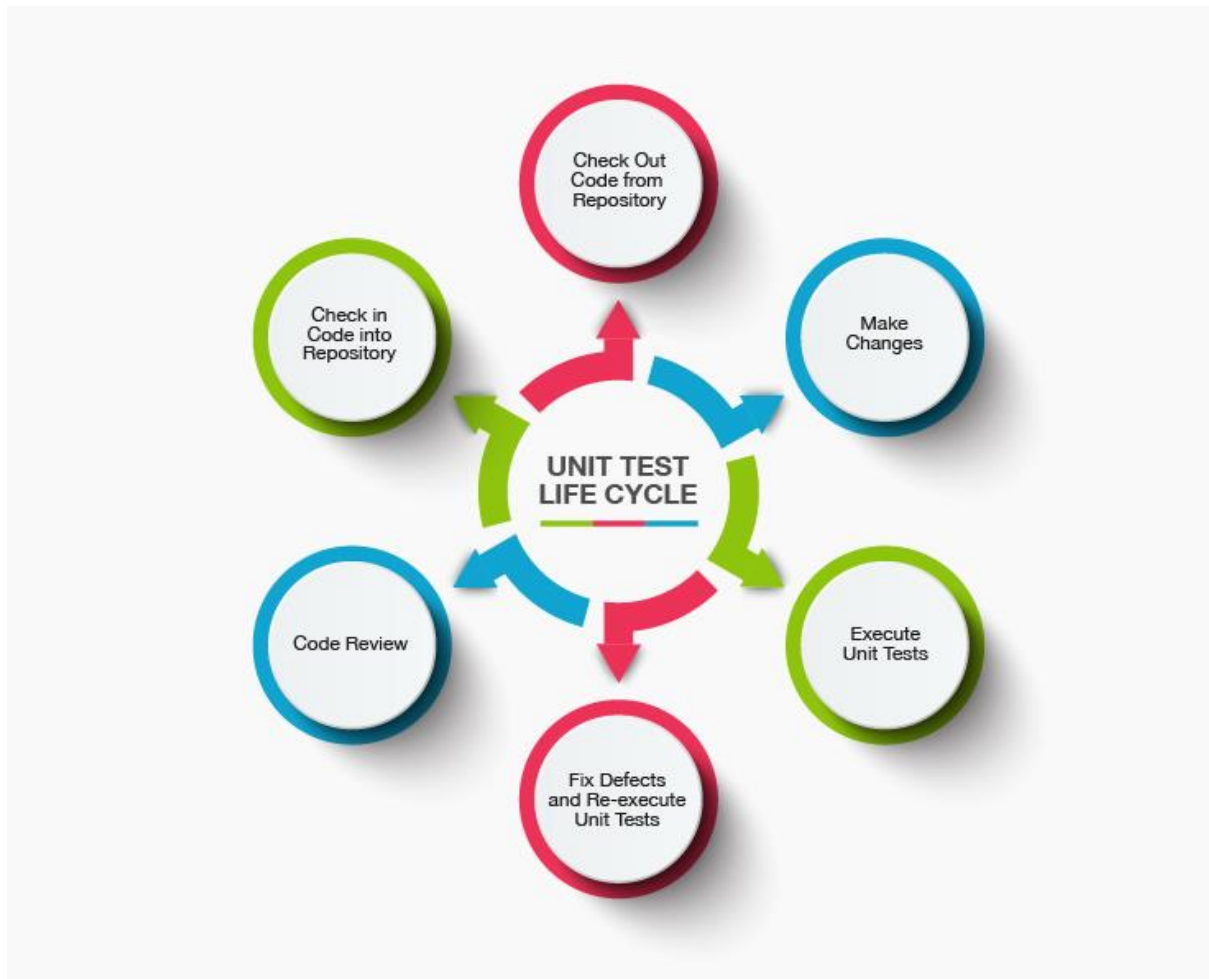 Check Out
Code from
Repository
Make
Changes
Execute
Unit Tests
Fix Defects
and Re-execute
Unit Tests
Code Review
Check in
Code into
Repository
UNIT TEST
LIFE CYCLE